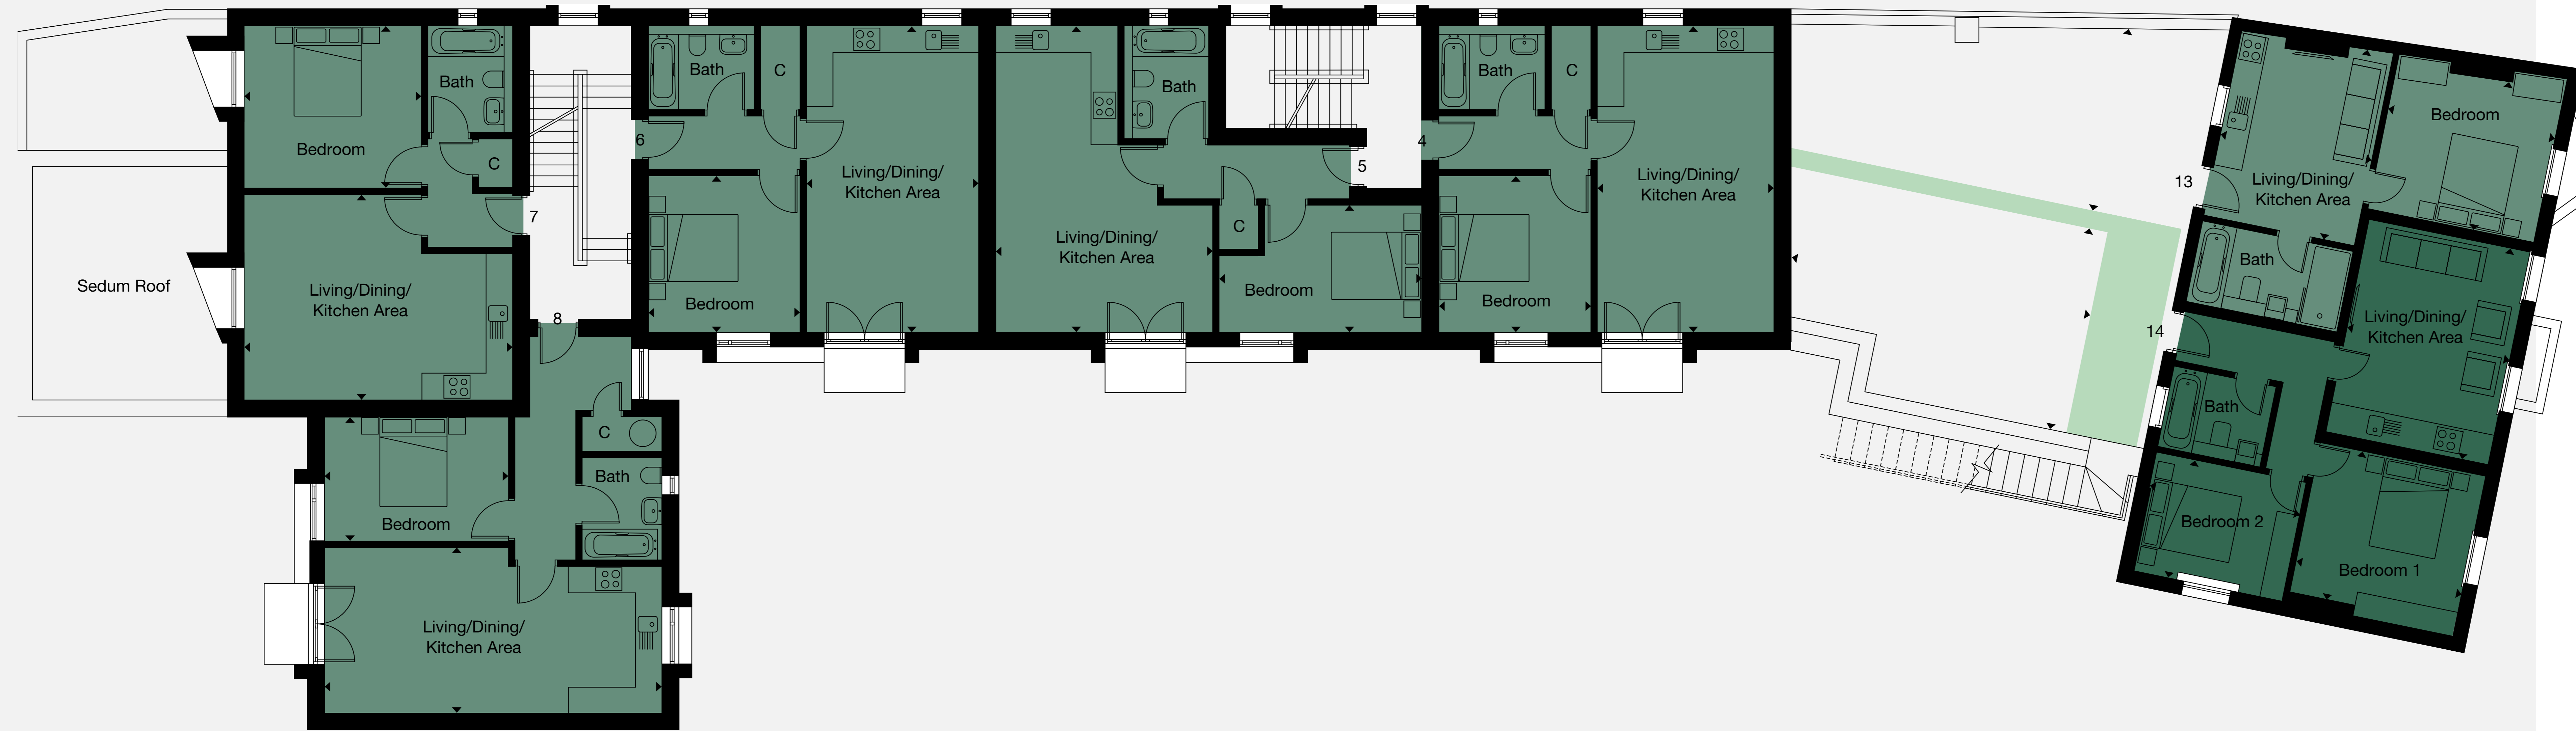 Bedroom
Bath
C
Living/Dining/
Kitchen Area
7
Sedum Roof
8
Bedroom
C
Bath
Living/Dining/
Kitchen Area
6
Bath
C
Bedroom
Living/Dining/
Kitchen Area
Living/Dining/
Kitchen Area
Bath
C
Bedroom
5
4
Bath
C
Bedroom
Living/Dining/
Kitchen Area
13
Living/Dining/
Kitchen Area
Bedroom
Bath
14
Living/Dining/
Kitchen Area
Bath
Bedroom 2
Bedroom 1